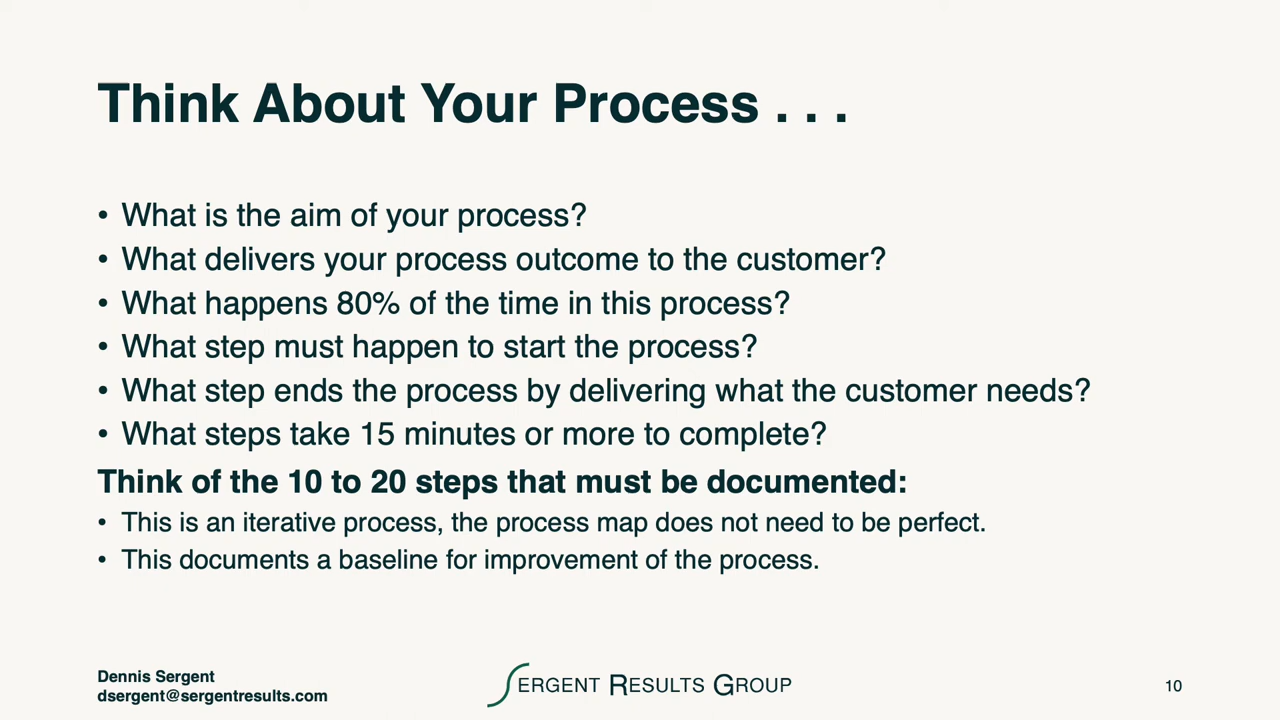 Think About Your Process . . .
• What is the aim of your process?
• What delivers your process outcome to the customer?
• What happens 80% of the time in this process?
• What step must happen to start the process?
• What step ends the process by delivering what the customer needs?
• What steps take 15 minutes or more to complete?
Think of the 10 to 20 steps that must be documented:
• This is an iterative process, the process map does not need to be perfect.
• This documents a baseline for improvement of the process.
Dennis Sergent
dsergent@sergentresults.com
SERGENT RESULTS GROUP
10